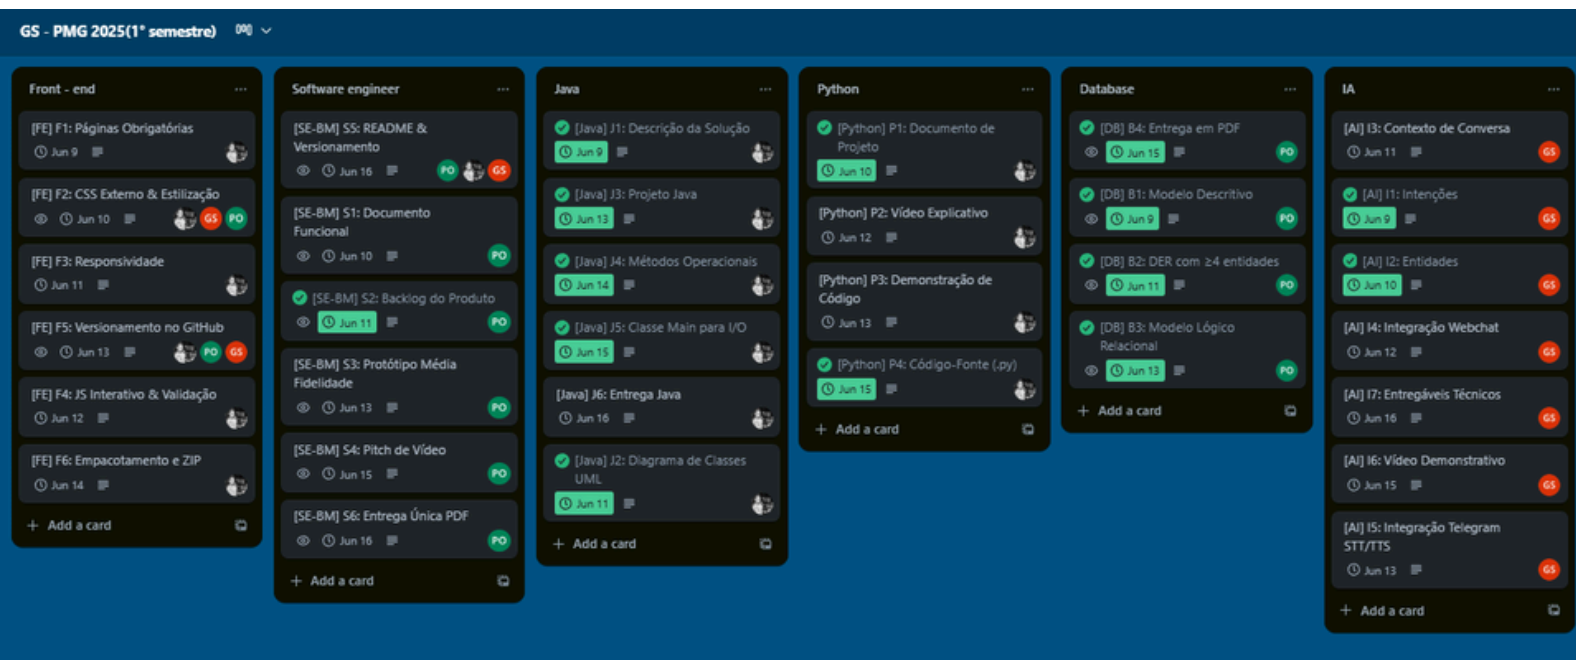 GS - PMG 2025(1° semestre)
Front - end
[FE] F1: Páginas Obrigatórias
Jun 9
[FE] F2: CSS Externo & Estilização
Jun 10
GS
PO
[FE] F3: Responsividade
Jun 11
[FE] F5: Versionamento no GitHub
Jun 13
PO
GS
[FE] F4: JS Interativo & Validação
Jun 12
[FE] F6: Empacotamento e ZIP
Jun 14
+ Add a card
Software engineer
[SE-BM] S5: README &
Versionamento
Jun 16
PO
GS
[SE-BM] S1: Documento
Funcional
Jun 10
PO
[SE-BM] S2: Backlog do Produto
Jun 11
PO
[SE-BM] S3: Protótipo Média
Fidelidade
Jun 13
PO
[SE-BM] S4: Pitch de Vídeo
Jun 15
PO
[SE-BM] S6: Entrega Única PDF
Jun 16
PO
+ Add a card
Java
[Java] J1: Descrição da Solução
Jun 9
[Java] J3: Projeto Java
Jun 13
[Java] J4: Métodos Operacionais
Jun 14
[Java] J5: Classe Main para I/O
Jun 15
[Java] J6: Entrega Java
Jun 16
[Java] J2: Diagrama de Classes
UML
Jun 11
+ Add a card
Python
[Python] P1: Documento de
Projeto
Jun 10
[Python] P2: Vídeo Explicativo
Jun 12
[Python] P3: Demonstração de
Código
Jun 13
[Python] P4: Código-Fonte (.py)
Jun 15
+ Add a card
Database
[DB] B4: Entrega em PDF
Jun 15
PO
[DB] B1: Modelo Descritivo
Jun 9
PO
[DB] B2: DER com ≥4 entidades
Jun 11
PO
[DB] B3: Modelo Lógico
Relacional
Jun 13
PO
+ Add a card
IA
[AI] I3: Contexto de Conversa
Jun 11
GS
[AI] I1: Intenções
Jun 9
GS
[AI] I2: Entidades
Jun 10
GS
[AI] I4: Integração Webchat
Jun 12
GS
[AI] I7: Entregáveis Técnicos
Jun 16
GS
[AI] I6: Vídeo Demonstrativo
Jun 15
GS
[AI] I5: Integração Telegram
STT/TTS
Jun 13
GS
+ Add a card